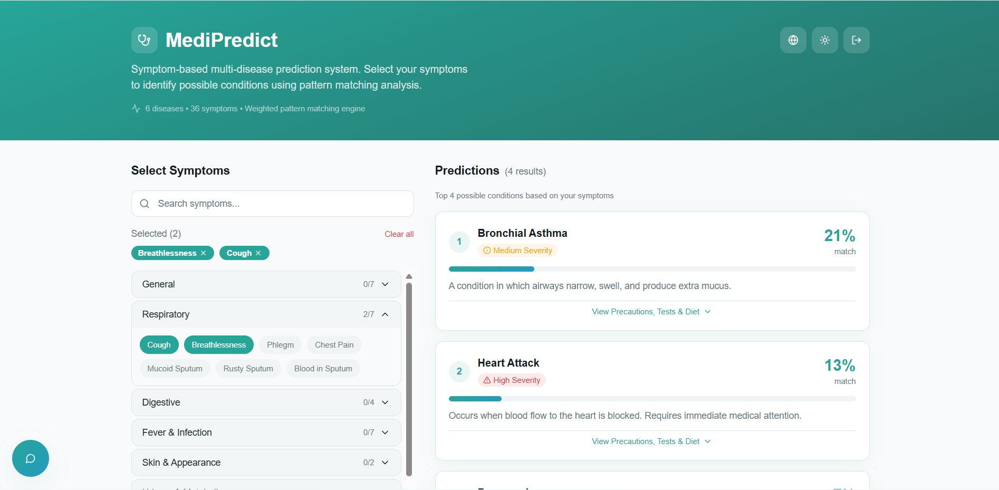 MediPredict
Symptom-based multi-disease prediction system. Select your symptoms
to identify possible conditions using pattern matching analysis.
6 diseases • 36 symptoms • Weighted pattern matching engine
Select Symptoms
Search symptoms...
Selected (2)
Clear all
Breathlessness
Cough
General
0/7
Respiratory
2/7
Cough
Breathlessness
Phlegm
Chest Pain
Mucoid Sputum
Rusty Sputum
Blood in Sputum
Digestive
0/4
Fever & Infection
0/7
Skin & Appearance
0/2
Predictions (4 results)
Top 4 possible conditions based on your symptoms
1
Bronchial Asthma
Medium Severity
21%
match
A condition in which airways narrow, swell, and produce extra mucus.
View Precautions, Tests & Diet
2
Heart Attack
High Severity
13%
match
Occurs when blood flow to the heart is blocked. Requires immediate medical attention.
View Precautions, Tests & Diet